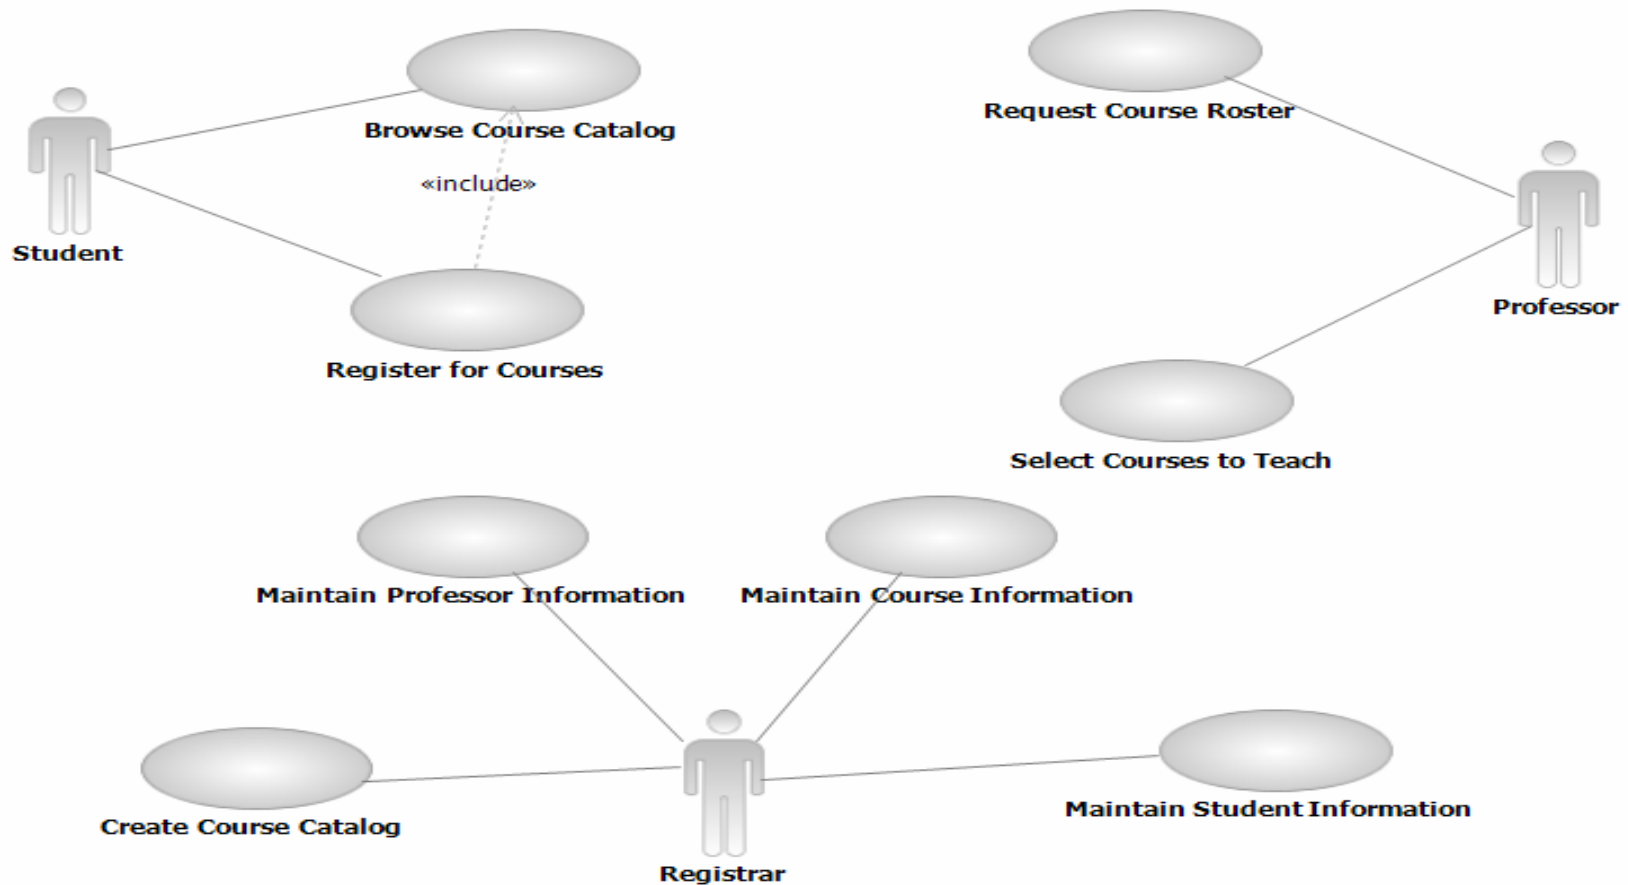 Request Course Roster
Browse Course Catalog
«include»
Student
Professor
Register for Courses
Select Courses to Teach
Maintain Professor Information
Maintain Course Information
Maintain Student Information
Create Course Catalog
Registrar